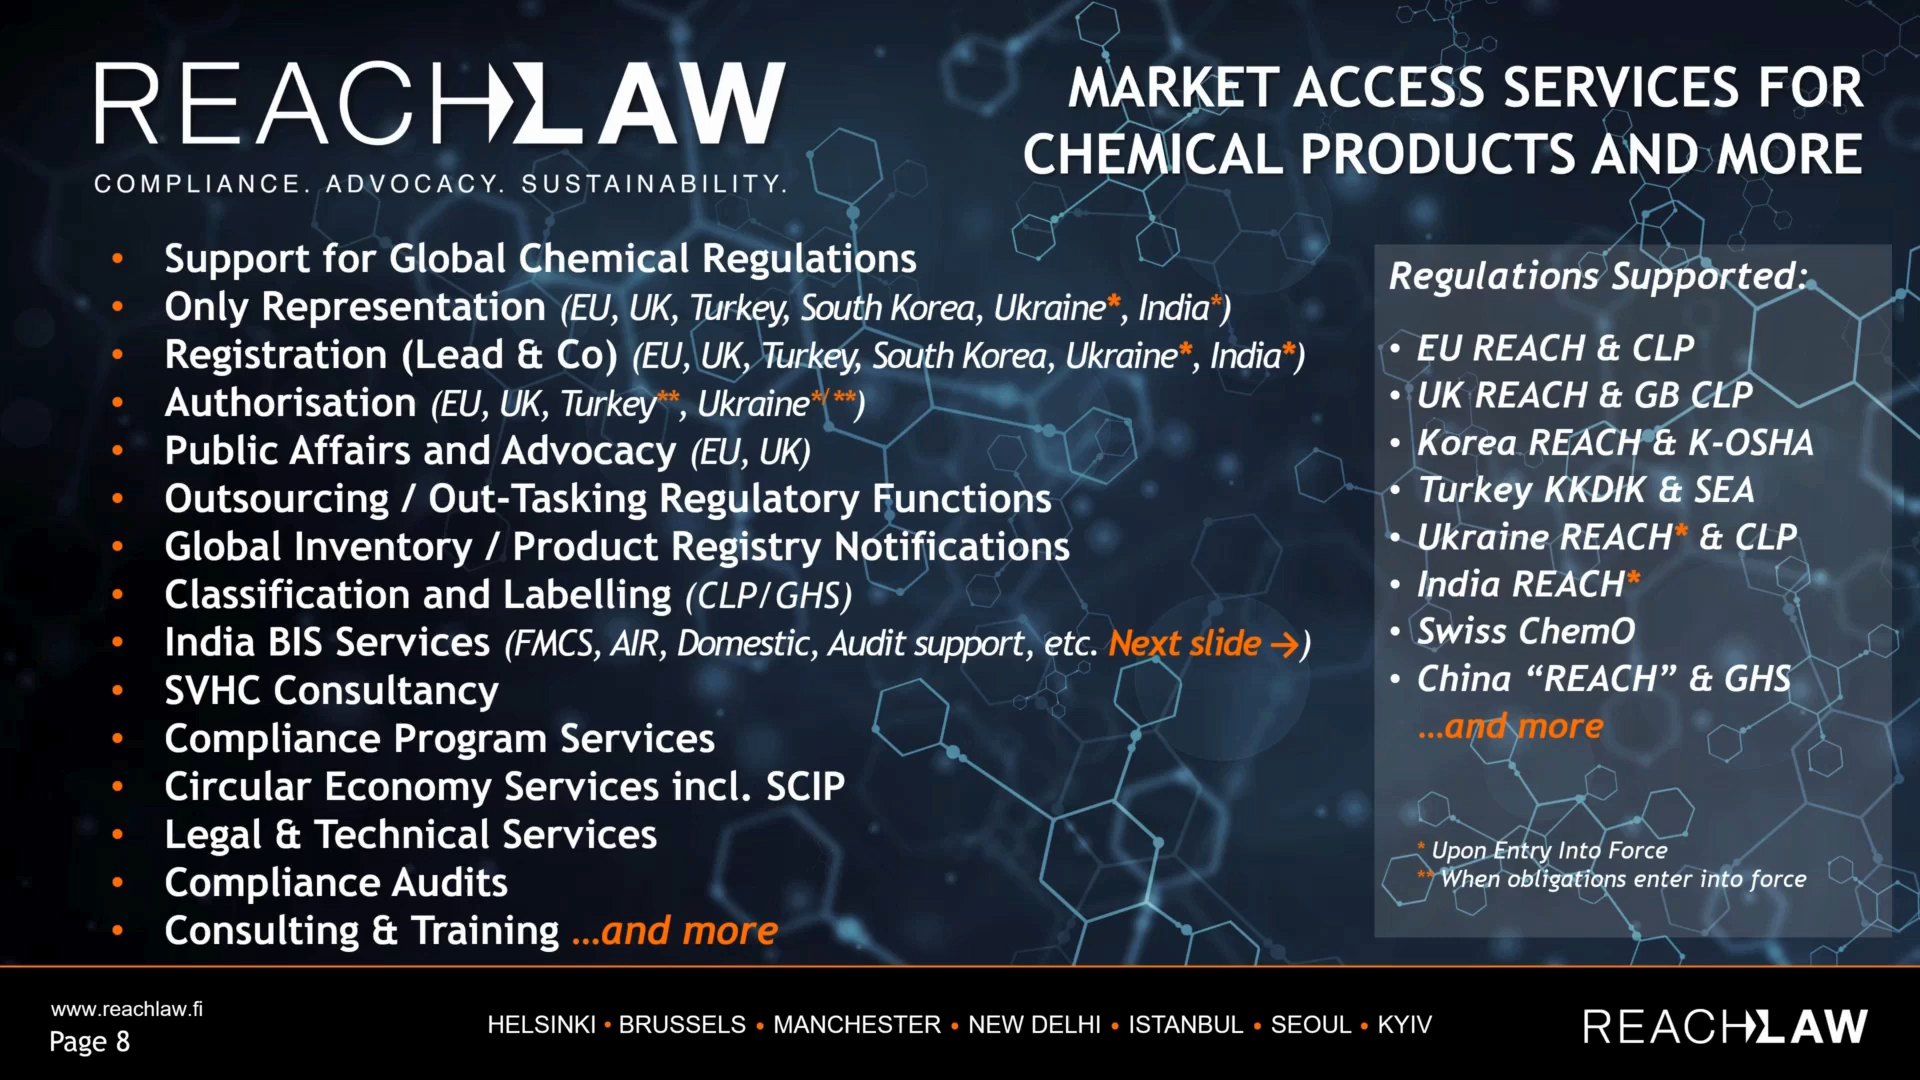 REACHLAW
COMPLIANCE. ADVOCACY. SUSTAINABILITY.
MARKET ACCESS SERVICES FOR
CHEMICAL PRODUCTS AND MORE
• Support for Global Chemical Regulations
• Only Representation (EU, UK, Turkey, South Korea, Ukraine*, India*)
• Registration (Lead & Co) (EU, UK, Turkey, South Korea, Ukraine*, India*)
• Authorisation (EU, UK, Turkey**, Ukraine*/**)
• Public Affairs and Advocacy (EU, UK)
• Outsourcing / Out-Tasking Regulatory Functions
• Global Inventory / Product Registry Notifications
• Classification and Labelling (CLP/GHS)
• India BIS Services (FMCS, AIR, Domestic, Audit support, etc. Next slide →)
• SVHC Consultancy
• Compliance Program Services
• Circular Economy Services incl. SCIP
• Legal & Technical Services
• Compliance Audits
• Consulting & Training ...and more
Regulations Supported:
• EU REACH & CLP
• UK REACH & GB CLP
• Korea REACH & K-OSHA
• Turkey KKDIK & SEA
• Ukraine REACH* & CLP
• India REACH*
• Swiss ChemO
• China “REACH” & GHS
...and more
* Upon Entry Into Force
** When obligations enter into force
www.reachlaw.fi
Page 8
HELSINKI • BRUSSELS • MANCHESTER • NEW DELHI • ISTANBUL • SEOUL • KYIV
REACHLAW